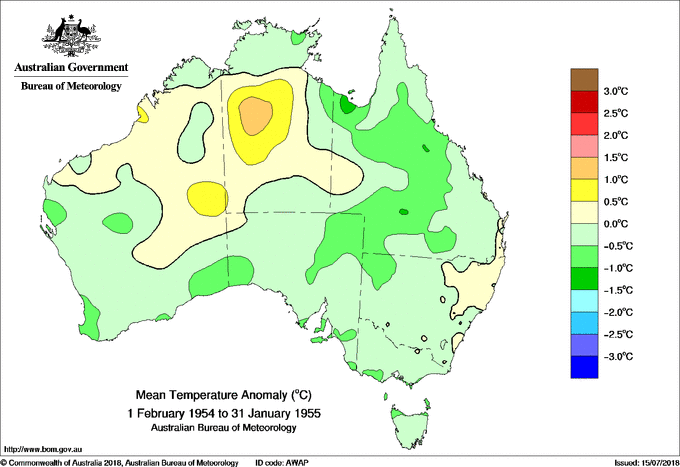 Australian Government
Bureau of Meteorology
3.0°C
2.5°C
2.0°C
1.5°C
1.0°C
0.5°C
0.0°C
-0.5°C
-1.0°C
-1.5°C
-2.0°C
-2.5°C
-3.0°C
Mean Temperature Anomaly (°C)
1 February 1954 to 31 January 1955
Australian Bureau of Meteorology
http://www.bom.gov.au
© Commonwealth of Australia 2018, Australian Bureau of Meteorology ID code: AWAP Issued: 15/07/2018